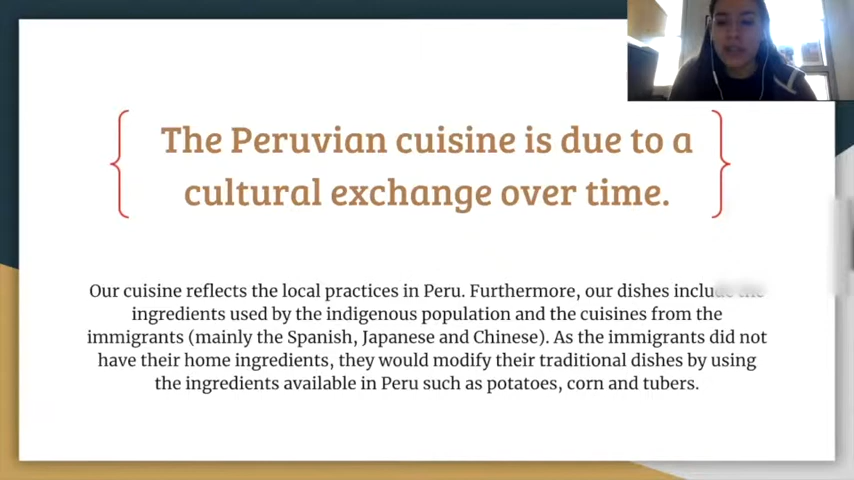 The Peruvian cuisine is due to a
cultural exchange over time.
Our cuisine reflects the local practices in Peru. Furthermore, our dishes
ingredients used by the indigenous population and the cuisines from the
immigrants (mainly the Spanish, Japanese and Chinese). As the immigrants did not
have their home ingredients, they would modify their traditional dishes by using
the ingredients available in Peru such as potatoes, corn and tubers.